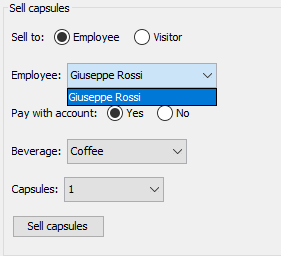 Sell capsules
Sell to: Employee Visitor
Employee: Giuseppe Rossi
Giuseppe Rossi
Pay with account: Yes No
Beverage: Coffee
Capsules: 1
Sell capsules